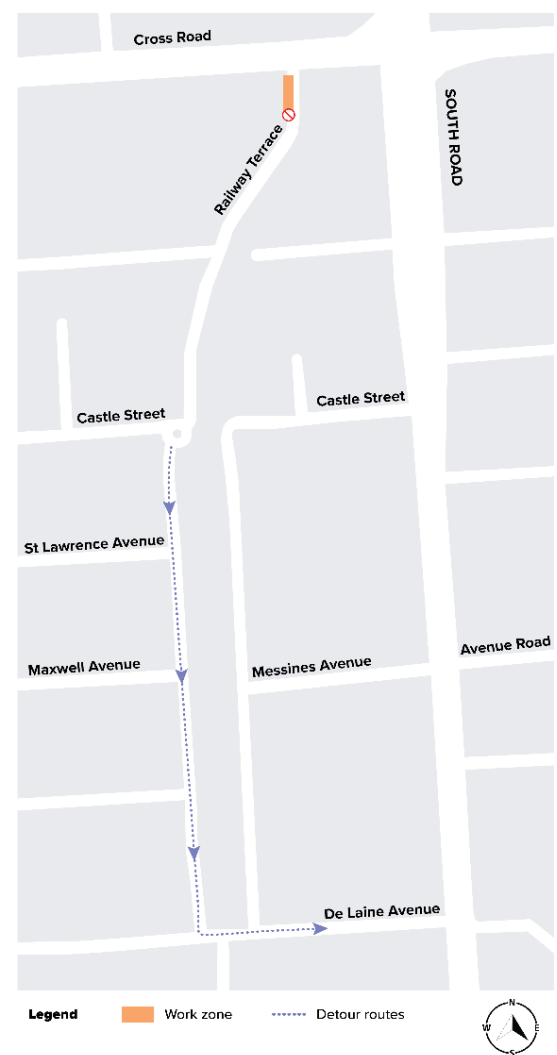 Cross Road
SOUTH ROAD
Railway Terrace
Castle Street
Castle Street
St Lawrence Avenue
Maxwell Avenue
Messines Avenue
Avenue Road
De Laine Avenue
Legend
Work zone
Detour routes
N
W
E
S